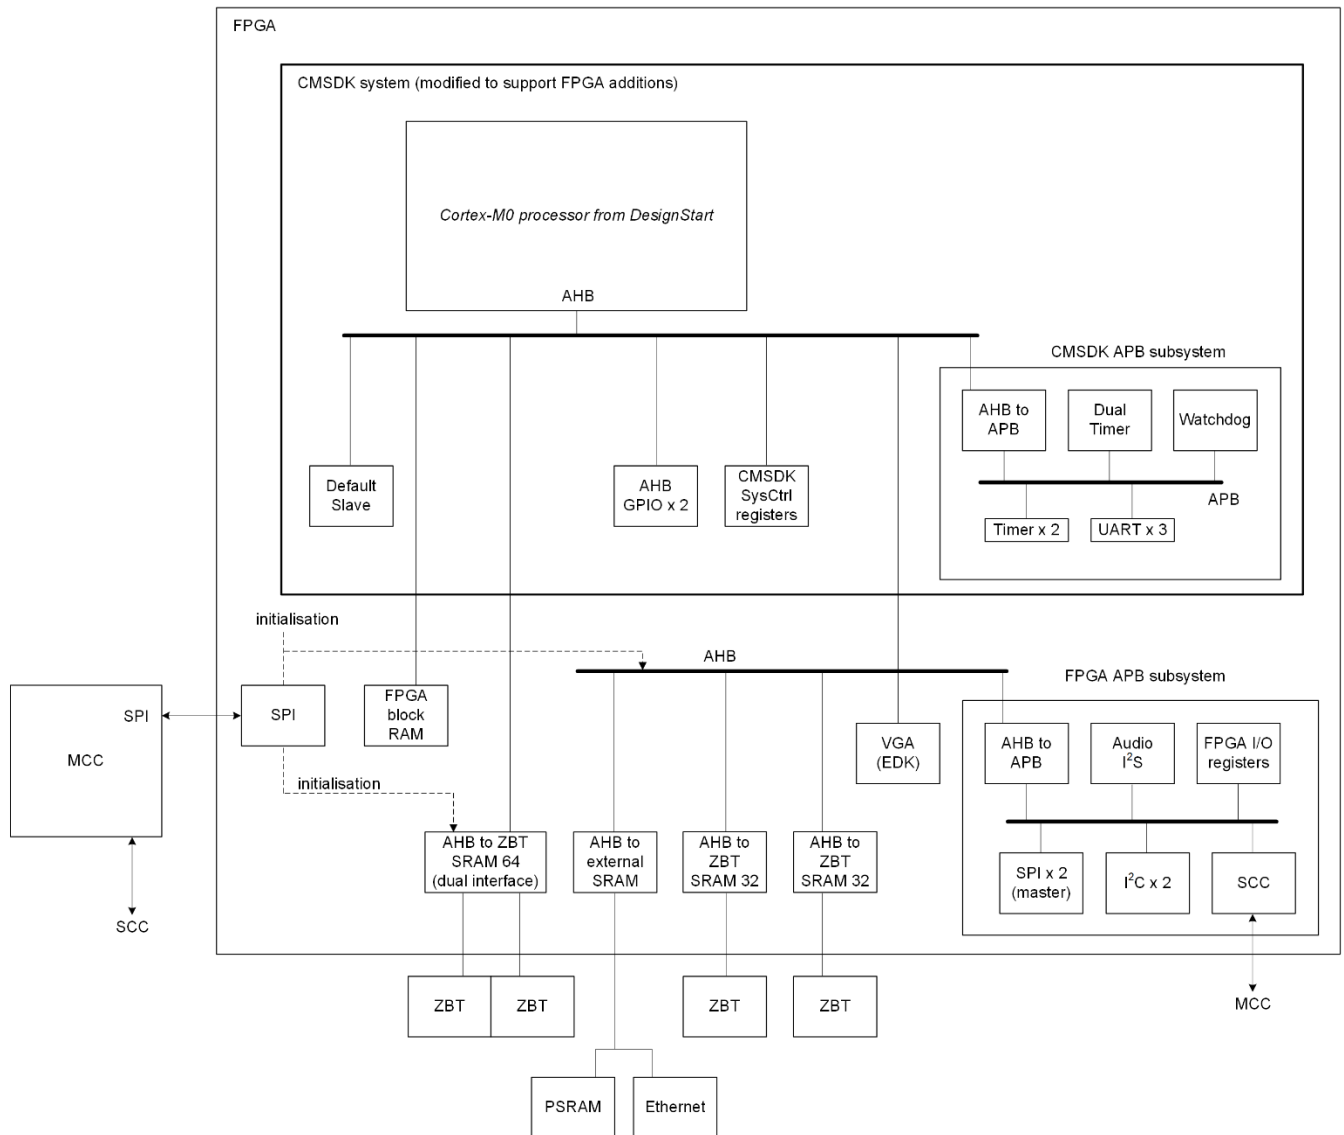 FPGA
CMSDK system (modified to support FPGA additions)
Cortex-M0 processor from DesignStart
AHB
CMSDK APB subsystem
AHB to
APB
Dual
Timer
Watchdog
APB
Timer x 2
UART x 3
Default
Slave
AHB
GPIO x 2
CMSDK
SysCtrl
registers
initialisation
AHB
FPGA APB subsystem
MCC
SPI
SPI
FPGA
block
RAM
VGA
(EDK)
AHB to
APB
Audio
I²S
FPGA I/O
registers
initialisation
AHB to ZBT
SRAM 64
(dual interface)
AHB to
external
SRAM
AHB to
ZBT
SRAM 32
AHB to
ZBT
SRAM 32
SPI x 2
(master)
I²C x 2
SCC
SCC
ZBT
ZBT
ZBT
ZBT
MCC
PSRAM
Ethernet